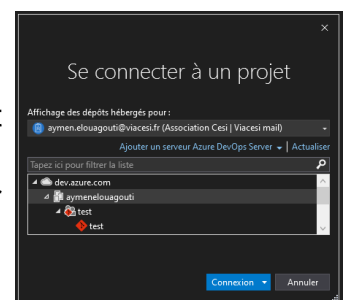 Se connecter à un projet
Affichage des dépôts hébergés pour :
aymen.elouagouti@viacesi.fr (Association Cesi | Viacesi mail)
Ajouter un serveur Azure DevOps Server | Actualiser
Tapez ici pour filtrer la liste
dev.azure.com
aymenelouagouti
test
test
Connexion Annuler